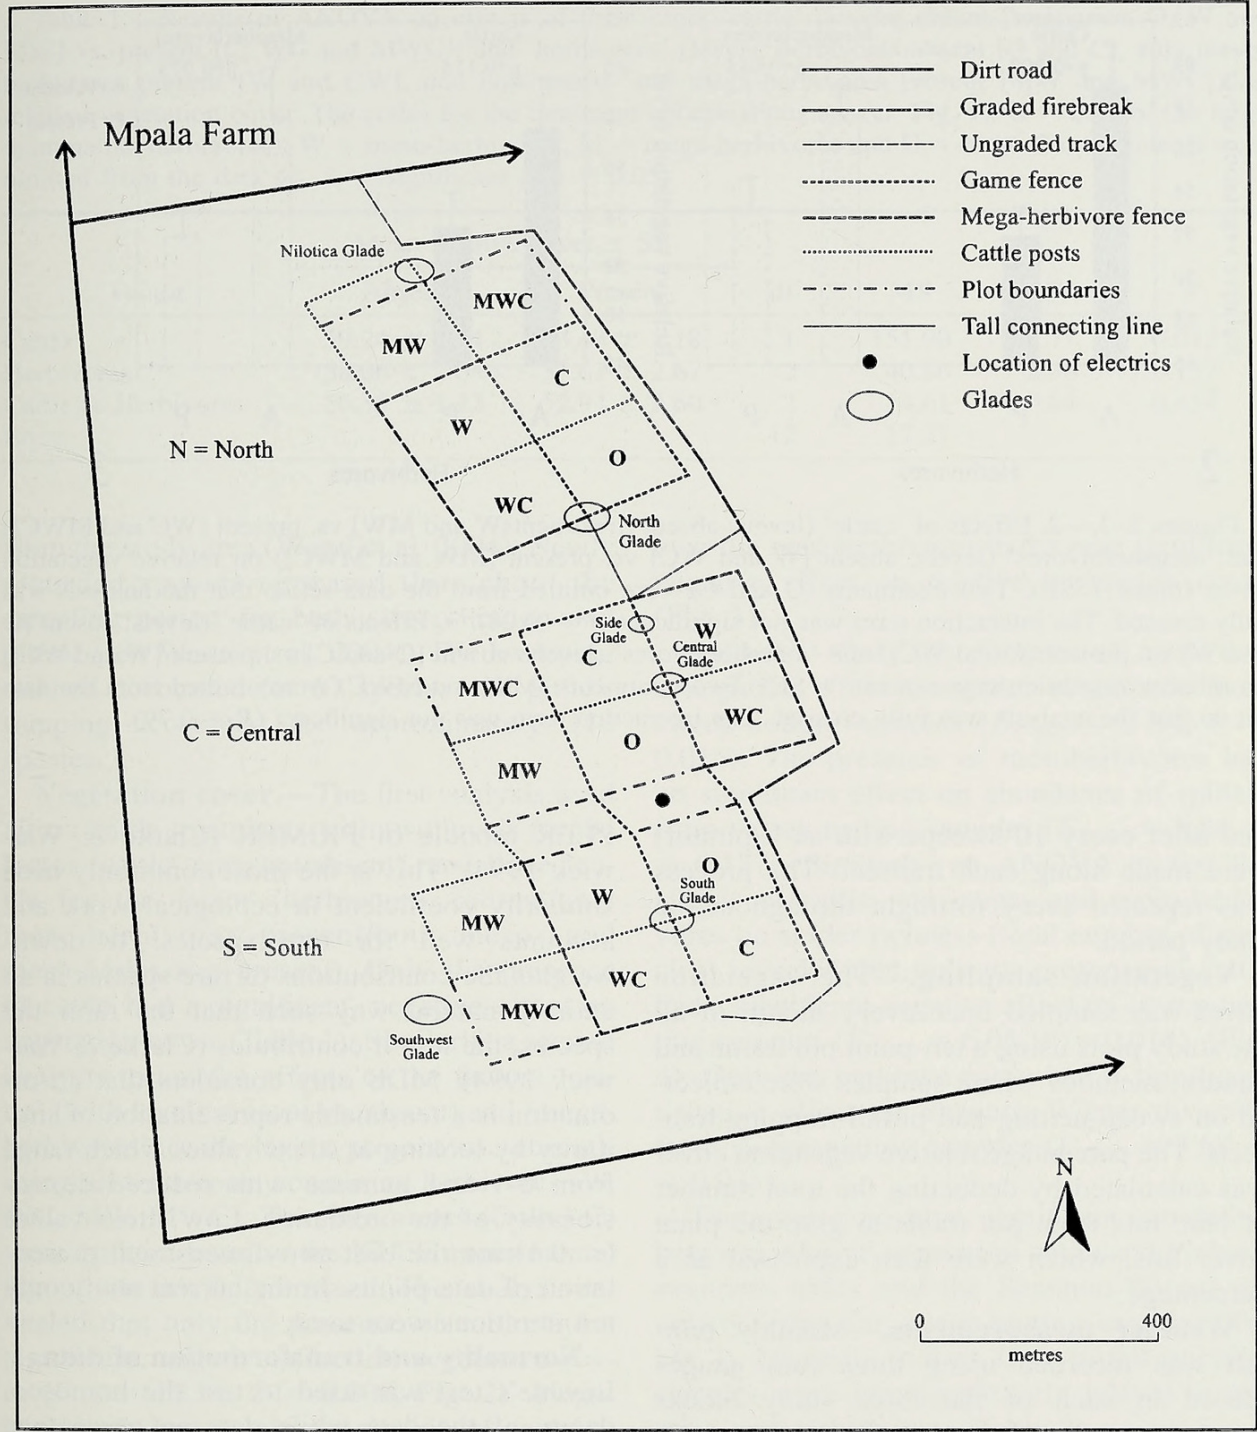 Mpala Farm
Dirt road
Graded firebreak
Ungraded track
Game fence
Mega-herbivore fence
Cattle posts
Plot boundaries
Tall connecting line
Location of electrics
Glades
Nilotica Glade
MWC
MW
C
W
N = North
O
WC
North
Glade
Side
Glade
W
C
Central
Glade
MWC
WC
C = Central
O
MW
O
South
Glade
W
MW
S = South
C
WC
MWC
Southwest
Glade
N
0 400
metres